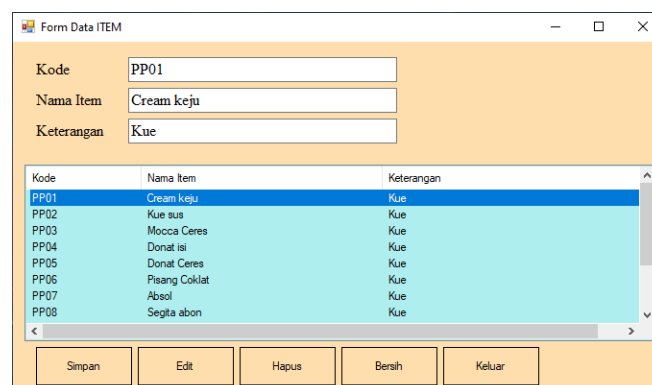 Form Data ITEM
Kode PP01
Nama Item Cream keju
Keterangan Kue
Kode Nama Item Keterangan
PP01 Cream keju Kue
PP02 Kue sus Kue
PP03 Mocca Ceres Kue
PP04 Donat isi Kue
PP05 Donat Ceres Kue
PP06 Pisang Coklat Kue
PP07 Absol Kue
PP08 Segita abon Kue
Simpan Edit Hapus Bersih Keluar